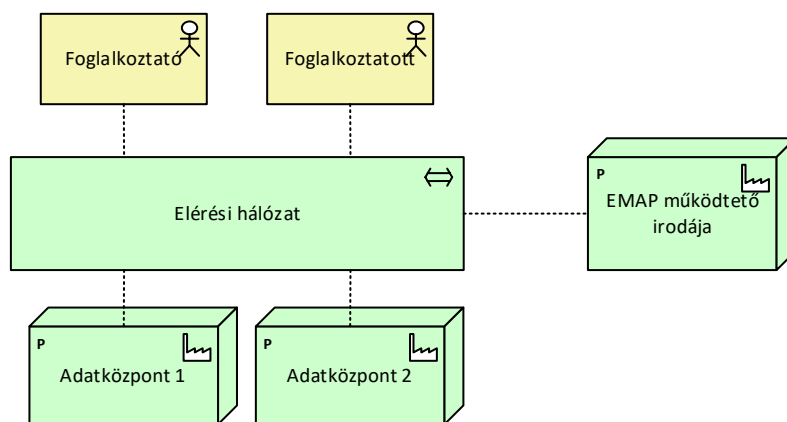 Foglalkoztató
Foglalkoztatott
Elérési hálózat
P
EMAP működtető
irodája
P
Adatközpont 1
P
Adatközpont 2